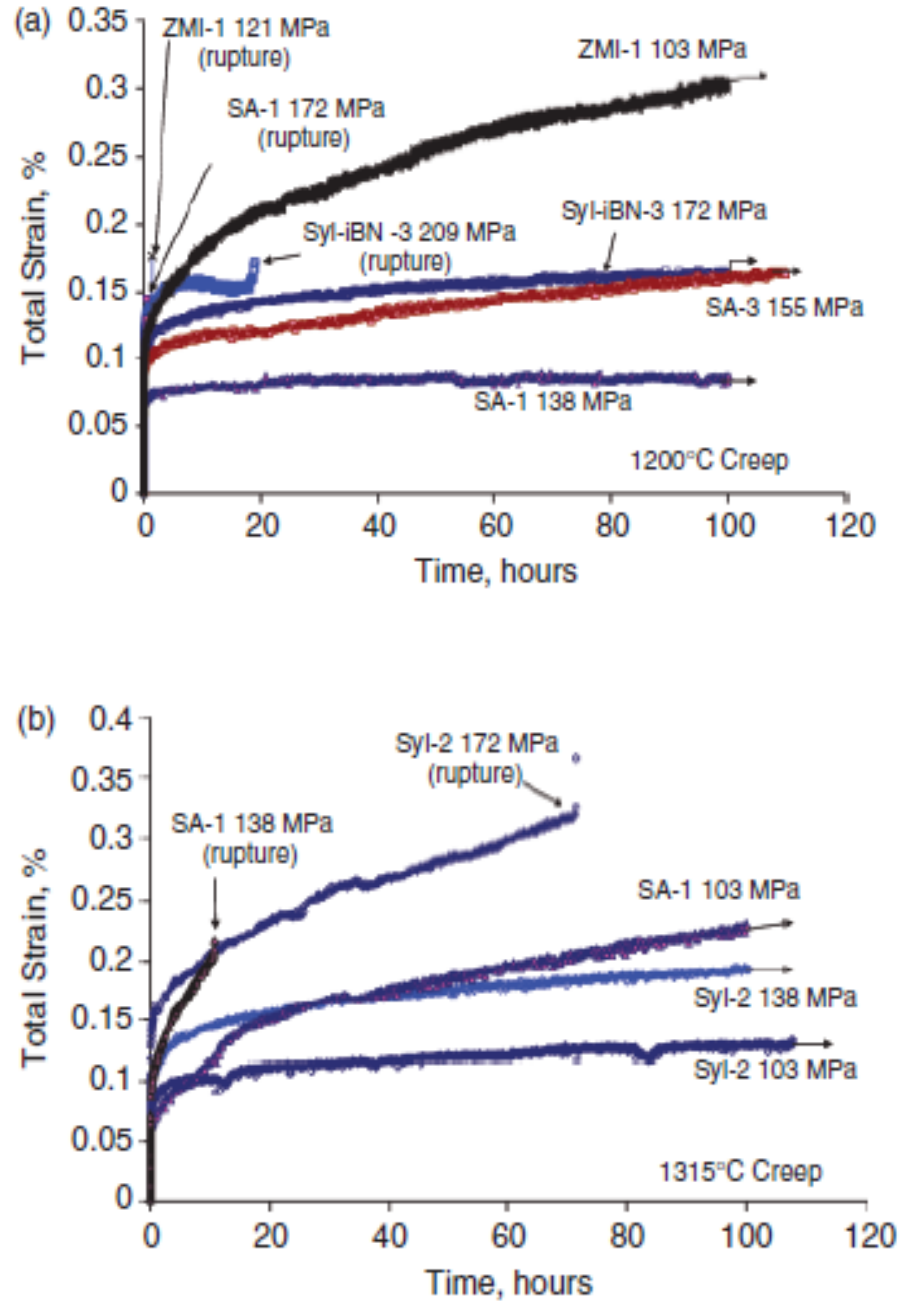 (a)
0.35
0.3
0.25
0.2
0.15
0.1
0.05
0
Total Strain, %
ZMI-1 121 MPa
(rupture)
SA-1 172 MPa
(rupture)
ZMI-1 103 MPa
Syl-iBN -3 209 MPa
(rupture)
Syl-iBN-3 172 MPa
SA-3 155 MPa
SA-1 138 MPa
1200°C Creep
0 20 40 60 80 100 120
Time, hours
(b)
0.4
0.35
0.3
0.25
0.2
0.15
0.1
0.05
0
Total Strain, %
Syl-2 172 MPa
(rupture)
SA-1 138 MPa
(rupture)
SA-1 103 MPa
Syl-2 138 MPa
Syl-2 103 MPa
1315°C Creep
0 20 40 60 80 100 120
Time, hours